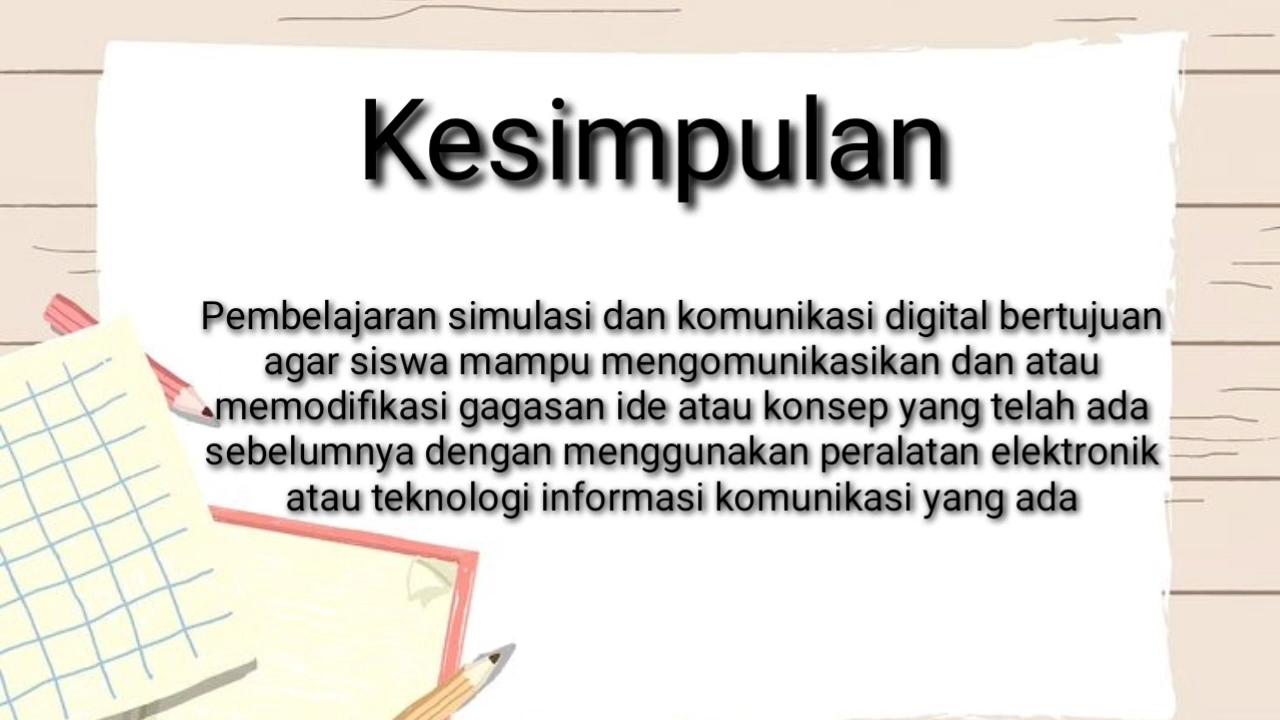 Kesimpulan
Pembelajaran simulasi dan komunikasi digital bertujuan
agar siswa mampu mengomunikasikan dan atau
memodifikasi gagasan ide atau konsep yang telah ada
sebelumnya dengan menggunakan peralatan elektronik
atau teknologi informasi komunikasi yang ada